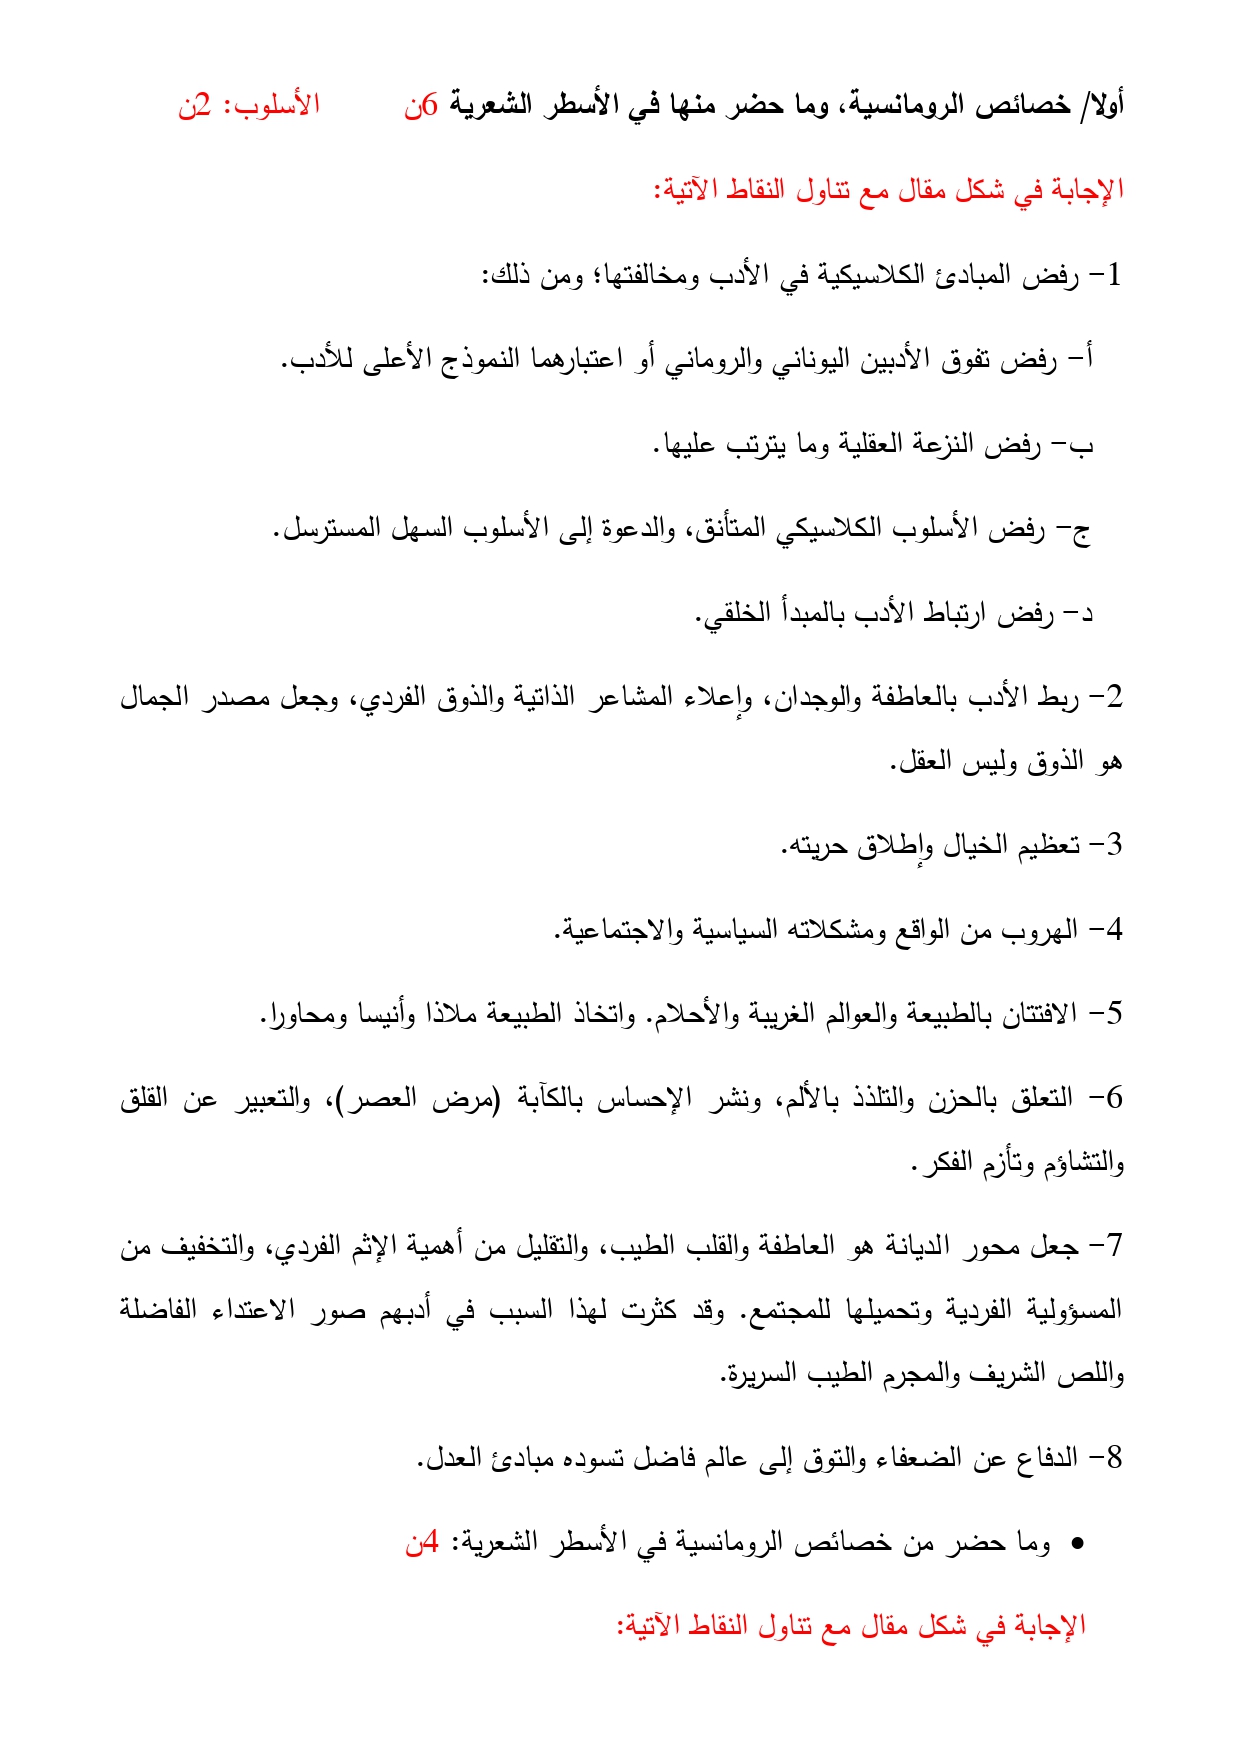 أولا/ خصائص الرومانسية، وما حضر منها في الأسطر الشعرية 6ن الأسلوب: 2ن
الإجابة في شكل مقال مع تناول النقاط الآتية:
1- رفض المبادئ الكلاسيكية في الأدب ومخالفتها؛ ومن ذلك:
أ- رفض تفوق الأدبين اليوناني والروماني أو اعتبارهما النموذج الأعلى للأدب.
ب- رفض النزعة العقلية وما يترتب عليها.
ج- رفض الأسلوب الكلاسيكي المتأنق، والدعوة إلى الأسلوب السهل المسترسل.
د- رفض ارتباط الأدب بالمبدأ الخلقي.
2- ربط الأدب بالعاطفة والوجدان، وإعلاء المشاعر الذاتية والذوق الفردي، وجعل مصدر الجمال
هو الذوق وليس العقل.
3- تعظيم الخيال وإطلاق حريته.
4- الهروب من الواقع ومشكلاته السياسية والاجتماعية.
5- الافتتان بالطبيعة والعوالم الغريبة والأحلام. واتخاذ الطبيعة ملاذا وأنيسا ومحاورا.
6- التعلق بالحزن والتلذذ بالألم، ونشر الإحساس بالكآبة (مرض العصر)، والتعبير عن القلق
والتشاؤم وتأزم الفكر.
7- جعل محور الديانة هو العاطفة والقلب الطيب، والتقليل من أهمية الإثم الفردي، والتخفيف من
المسؤولية الفردية وتحميلها للمجتمع. وقد كثرت لهذا السبب في أدبهم صور الاعتداء الفاضلة
واللص الشريف والمجرم الطيب السريرة.
8- الدفاع عن الضعفاء والتوق إلى عالم فاضل تسوده مبادئ العدل.
• وما حضر من خصائص الرومانسية في الأسطر الشعرية: 4ن
الإجابة في شكل مقال مع تناول النقاط الآتية: